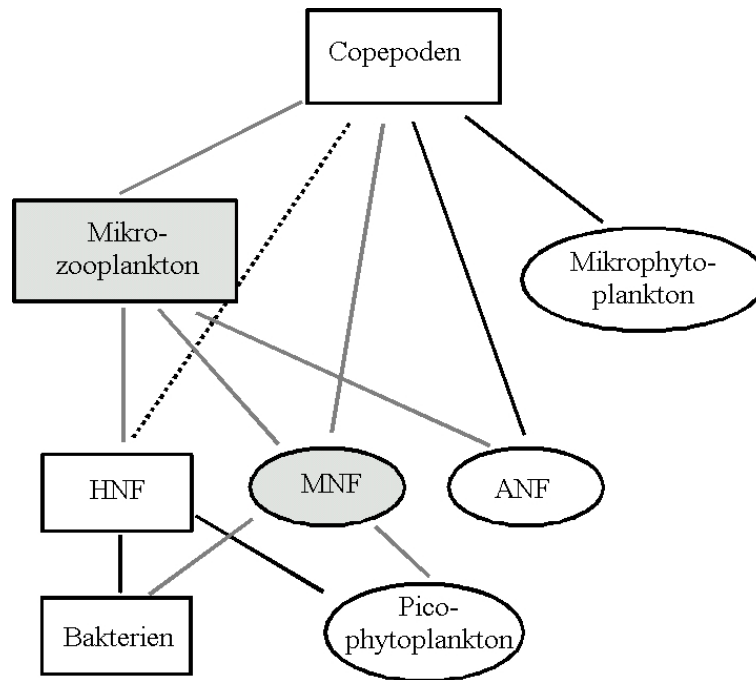 Copepoden
Mikro-
zooplankton
Mikrophyto-
plankton
HNF
MNF
ANF
Bakterien
Pico-
phytoplankton